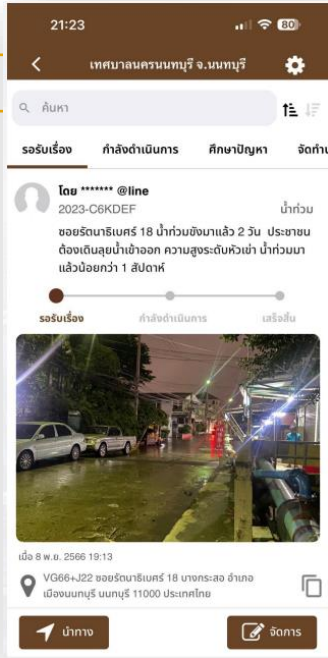 21:23
80
เทศบาลนครนนทบุรี จ.นนทบุรี
ค้นหา
รอรับเรื่อง กำลังดำเนินการ ศึกษาปัญหา จัดทำแ
โดย ******* @line
2023-C6KDEF น้ำท่วม
ซอยรัตนาธิเบศร์ 18 น้ำท่วมขังมาแล้ว 2 วัน ประชาชน
ต้องเดินลุยน้ำเข้าออก ความสูงระดับหัวเข่า น้ำท่วมมา
แล้วน้อยกว่า 1 สัปดาห์
รอรับเรื่อง กำลังดำเนินการ เสร็จสิ้น
เมื่อ 8 พ.ย. 2566 19:13
VG66+J22 ซอยรัตนาธิเบศร์ 18 บางกระสอ อำเภอ
เมืองนนทบุรี นนทบุรี 11000 ประเทศไทย
นำทาง จัดการ